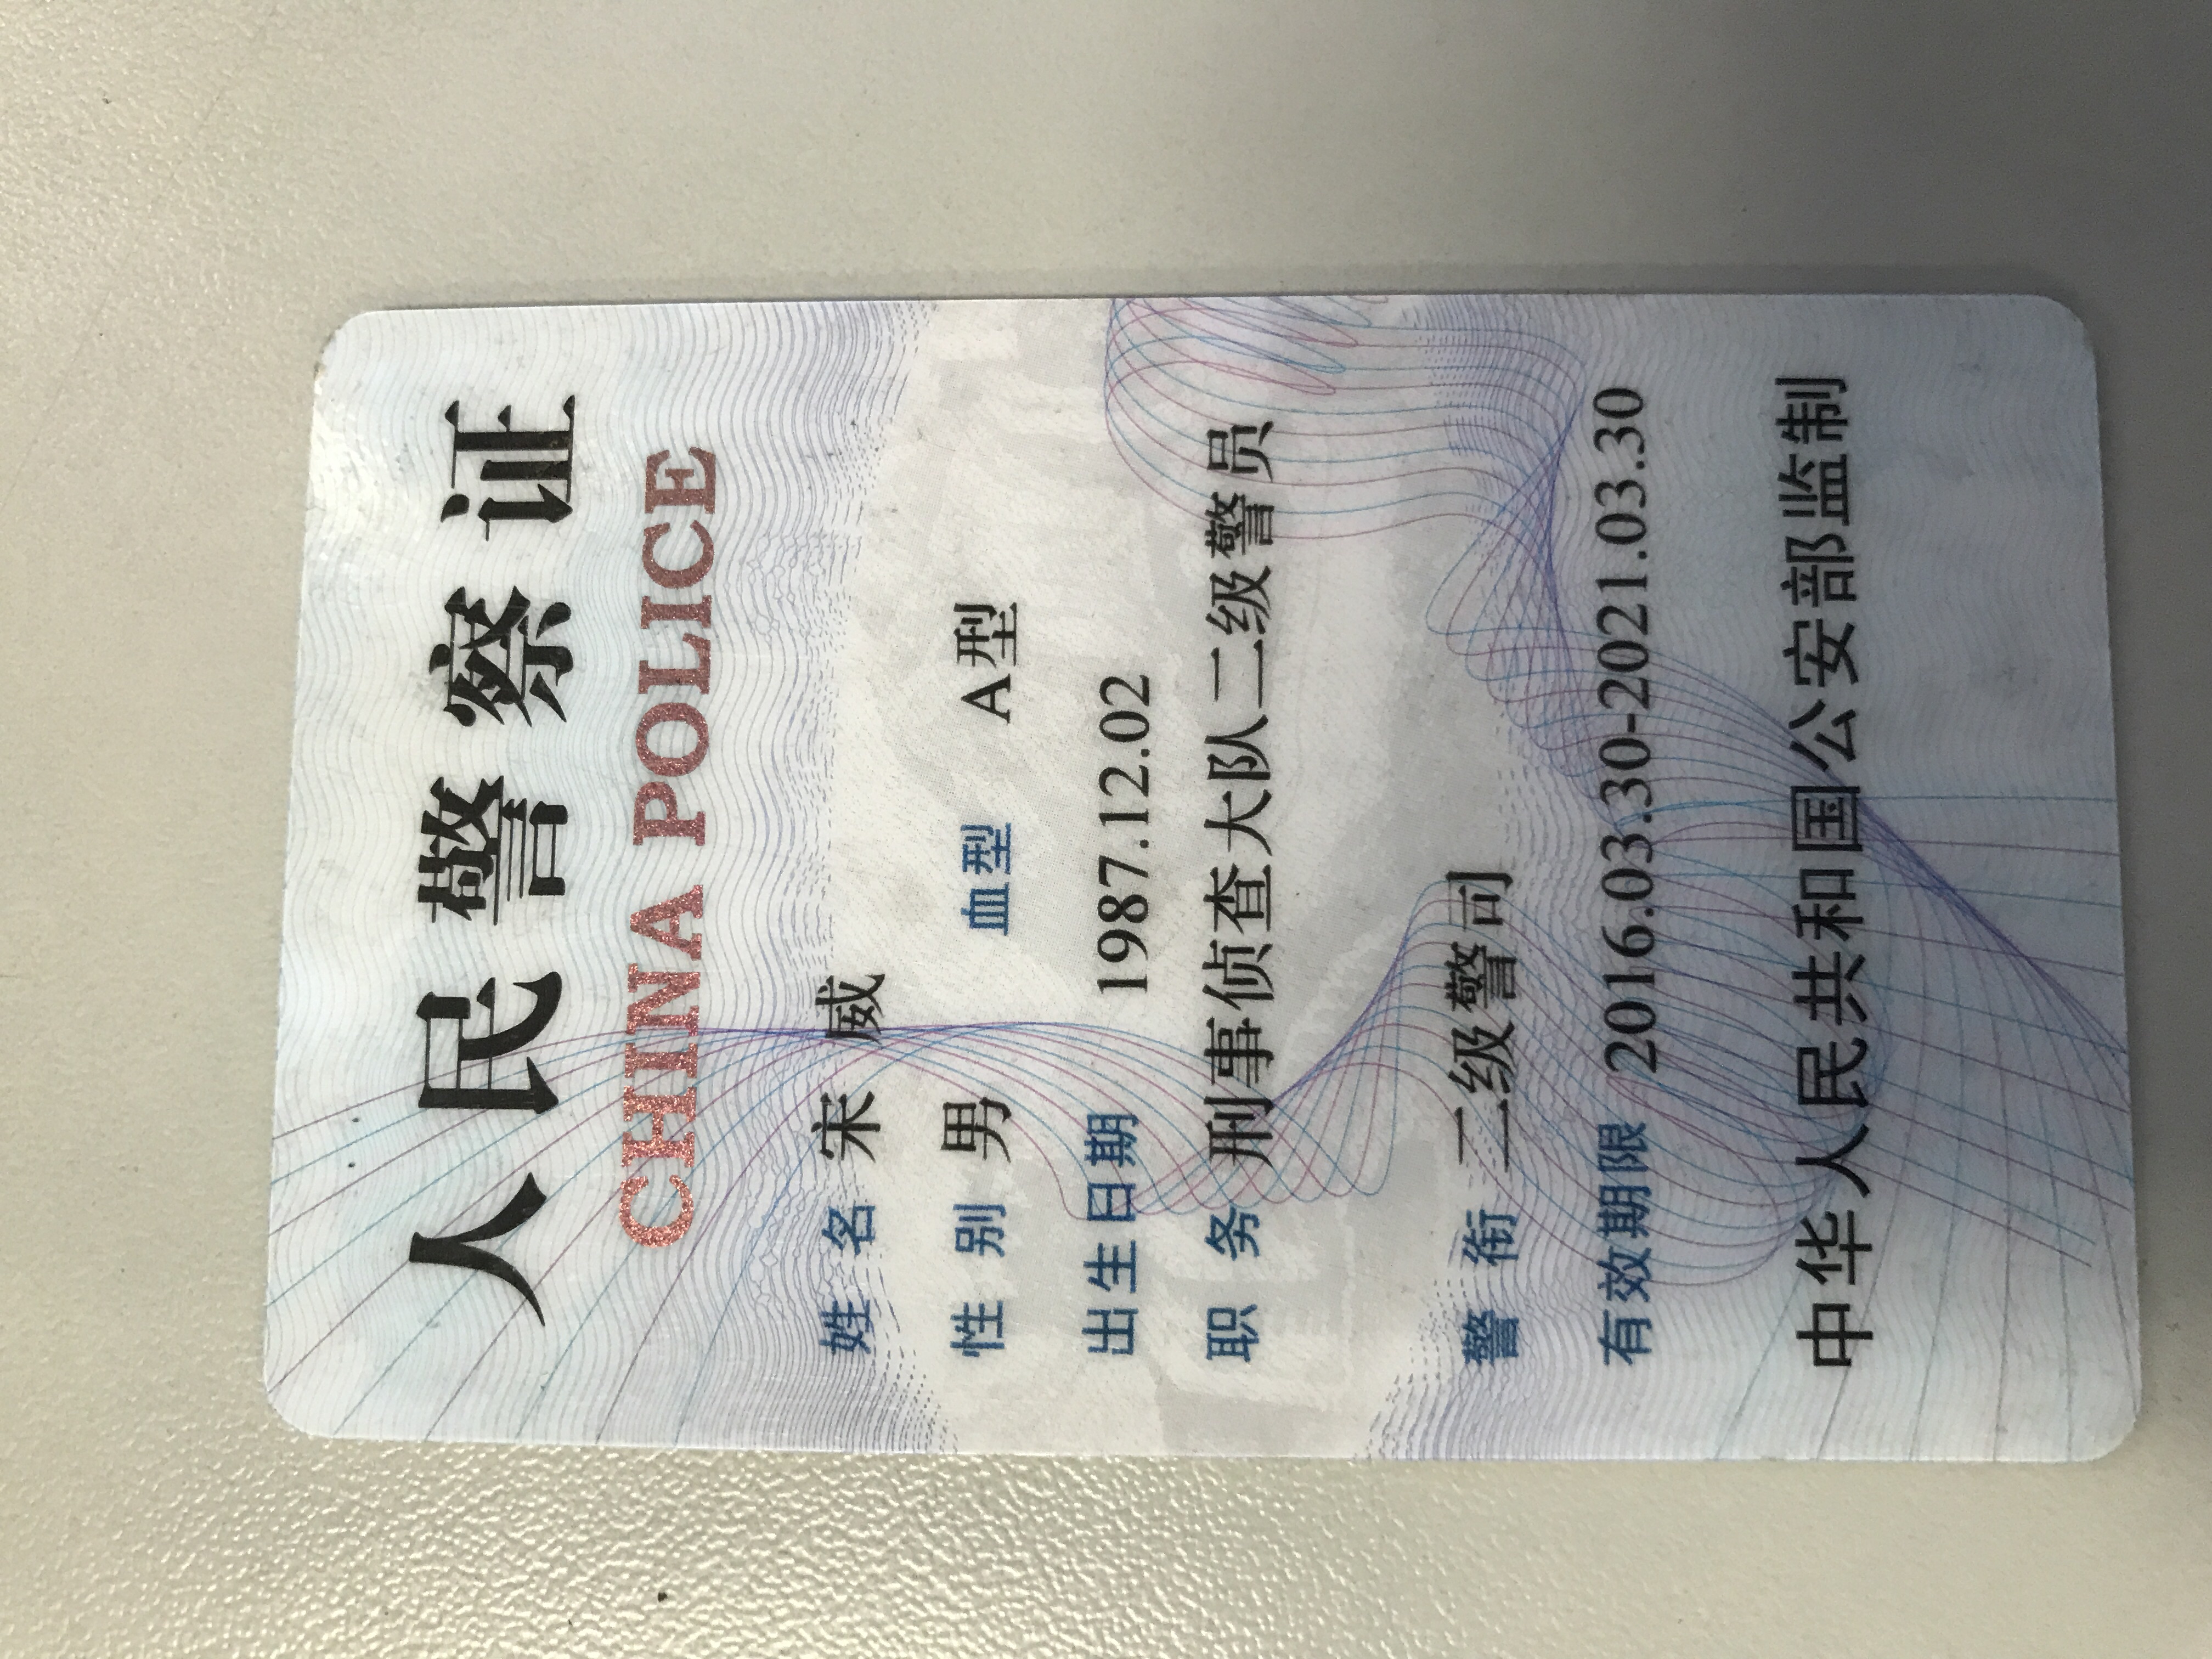 人民警察证
CHINA POLICE
姓名 宋威
性别 男 血型 A型
出生日期 1987.12.02
职务 刑事侦查大队二级警员
警衔 二级警司
有效期限 2016.03.30-2021.03.30
中华人民共和国公安部监制